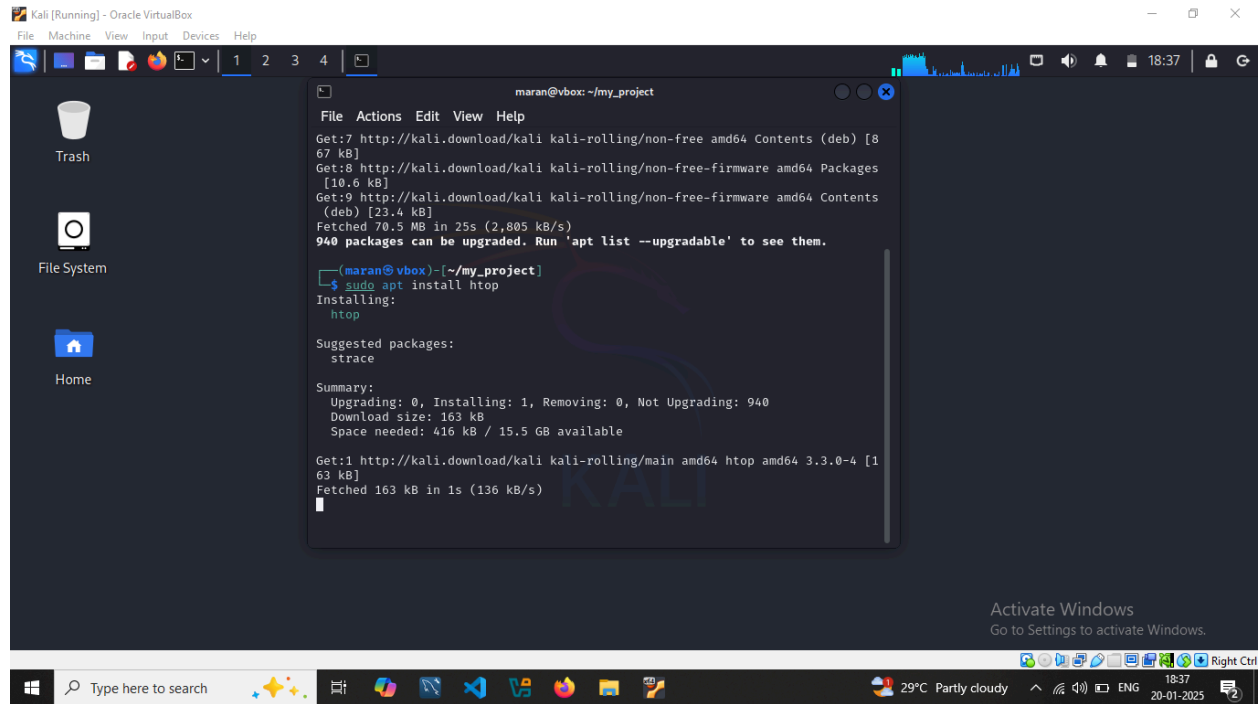 Kali [Running] - Oracle VirtualBox
File Machine View Input Devices Help
1 2 3 4
18:37
maran@vbox: ~/my_project
File Actions Edit View Help
Trash
File System
Home
Get:7 http://kali.download/kali kali-rolling/non-free amd64 Contents (deb) [8
67 kB]
Get:8 http://kali.download/kali kali-rolling/non-free-firmware amd64 Packages
[10.6 kB]
Get:9 http://kali.download/kali kali-rolling/non-free-firmware amd64 Contents
(deb) [23.4 kB]
Fetched 70.5 MB in 25s (2,805 kB/s)
940 packages can be upgraded. Run 'apt list --upgradable' to see them.
┌──(maran㉿vbox)-[~/my_project]
└─$ sudo apt install htop
Installing:
htop
Suggested packages:
strace
Summary:
Upgrading: 0, Installing: 1, Removing: 0, Not Upgrading: 940
Download size: 163 kB
Space needed: 416 kB / 15.5 GB available
Get:1 http://kali.download/kali kali-rolling/main amd64 htop amd64 3.3.0-4 [1
63 kB]
Fetched 163 kB in 1s (136 kB/s)
KALI
Activate Windows
Go to Settings to activate Windows.
Right Ctrl
Type here to search
29°C Partly cloudy
ENG
18:37
20-01-2025
2